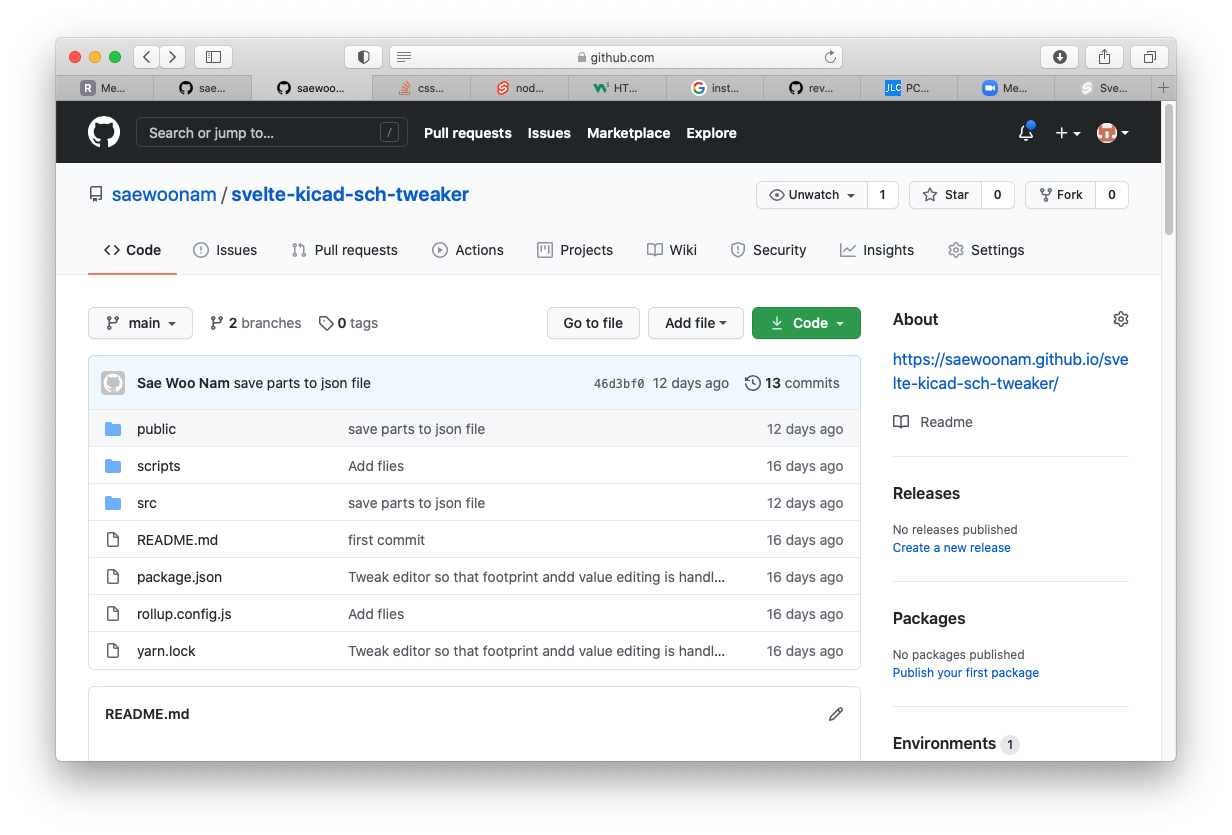 github.com
Me...
sae...
saewoo...
css...
nod...
W3
HT...
G
inst...
rev...
JLC
PC...
Me...
Sve...
R
Search or jump to...
/
Pull requests
Issues
Marketplace
Explore
saewoonam / svelte-kicad-sch-tweaker
Unwatch
1
Star
0
Fork
0
Code
Issues
Pull requests
Actions
Projects
Wiki
Security
Insights
Settings
main
2 branches
0 tags
Go to file
Add file
Code
Sae Woo Nam save parts to json file
46d3bf0 12 days ago
13 commits
public save parts to json file 12 days ago
scripts Add flies 16 days ago
src save parts to json file 12 days ago
README.md first commit 16 days ago
package.json Tweak editor so that footprint andd value editing is handl... 16 days ago
rollup.config.js Add flies 16 days ago
yarn.lock Tweak editor so that footprint andd value editing is handl... 16 days ago
README.md
About
https://saewoonam.github.io/sve
lte-kicad-sch-tweaker/
Readme
Releases
No releases published
Create a new release
Packages
No packages published
Publish your first package
Environments 1